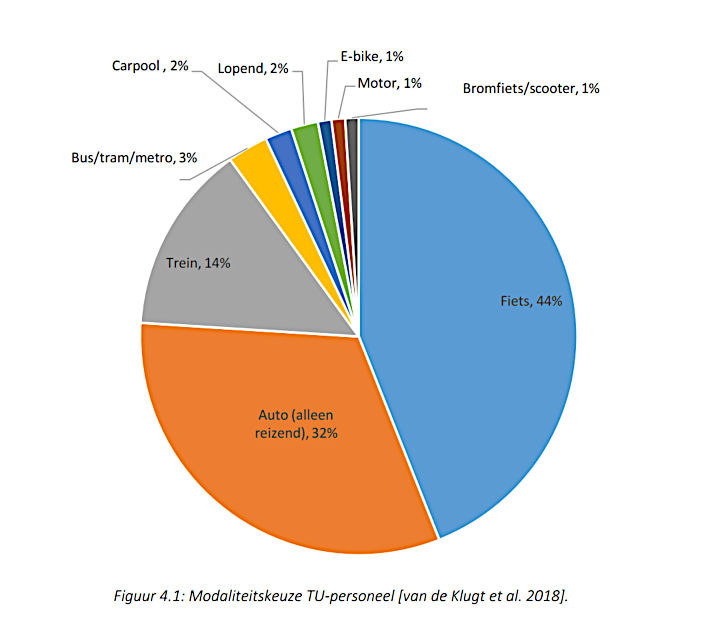 E-bike, 1%
Carpool , 2%
Lopend, 2%
Motor, 1%
Bromfiets/scooter, 1%
Bus/tram/metro, 3%
Trein, 14%
Fiets, 44%
Auto (alleen
reizend), 32%
Figuur 4.1: Modaliteitskeuze TU-personeel [van de Klugt et al. 2018].